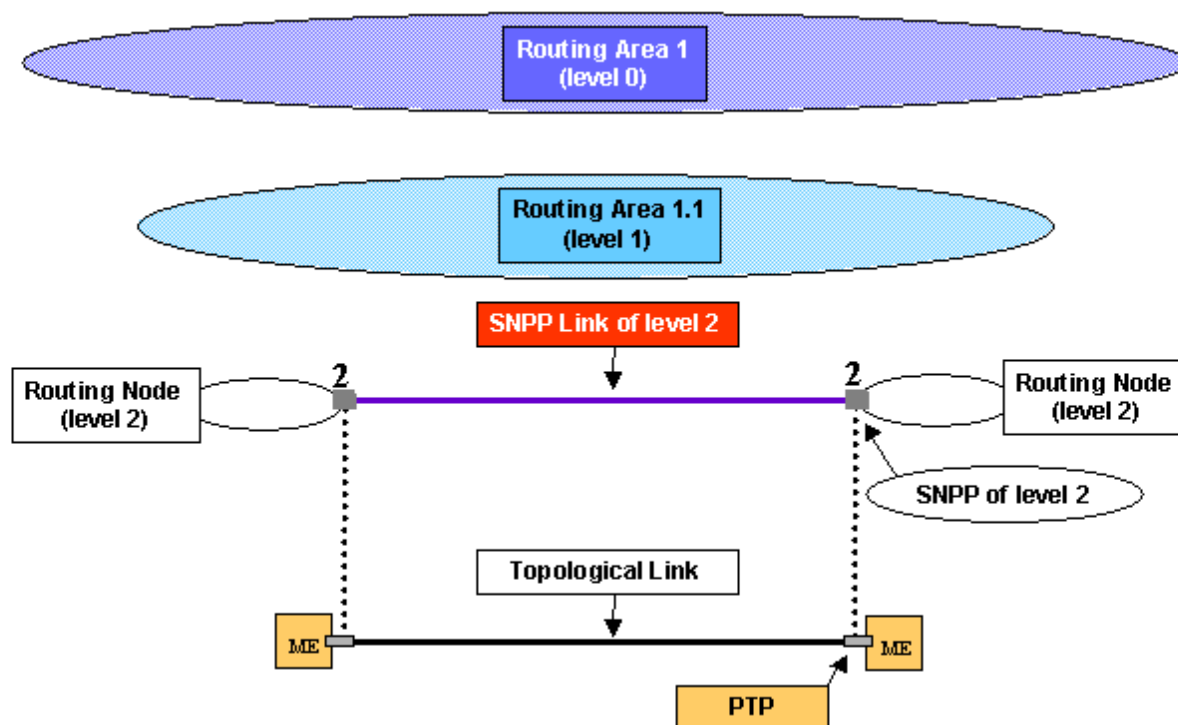 Routing Area 1
(level 0)
Routing Area 1.1
(level 1)
SNPP Link of level 2
2
2
Routing Node
(level 2)
Routing Node
(level 2)
SNPP of level 2
Topological Link
ME
ME
PTP